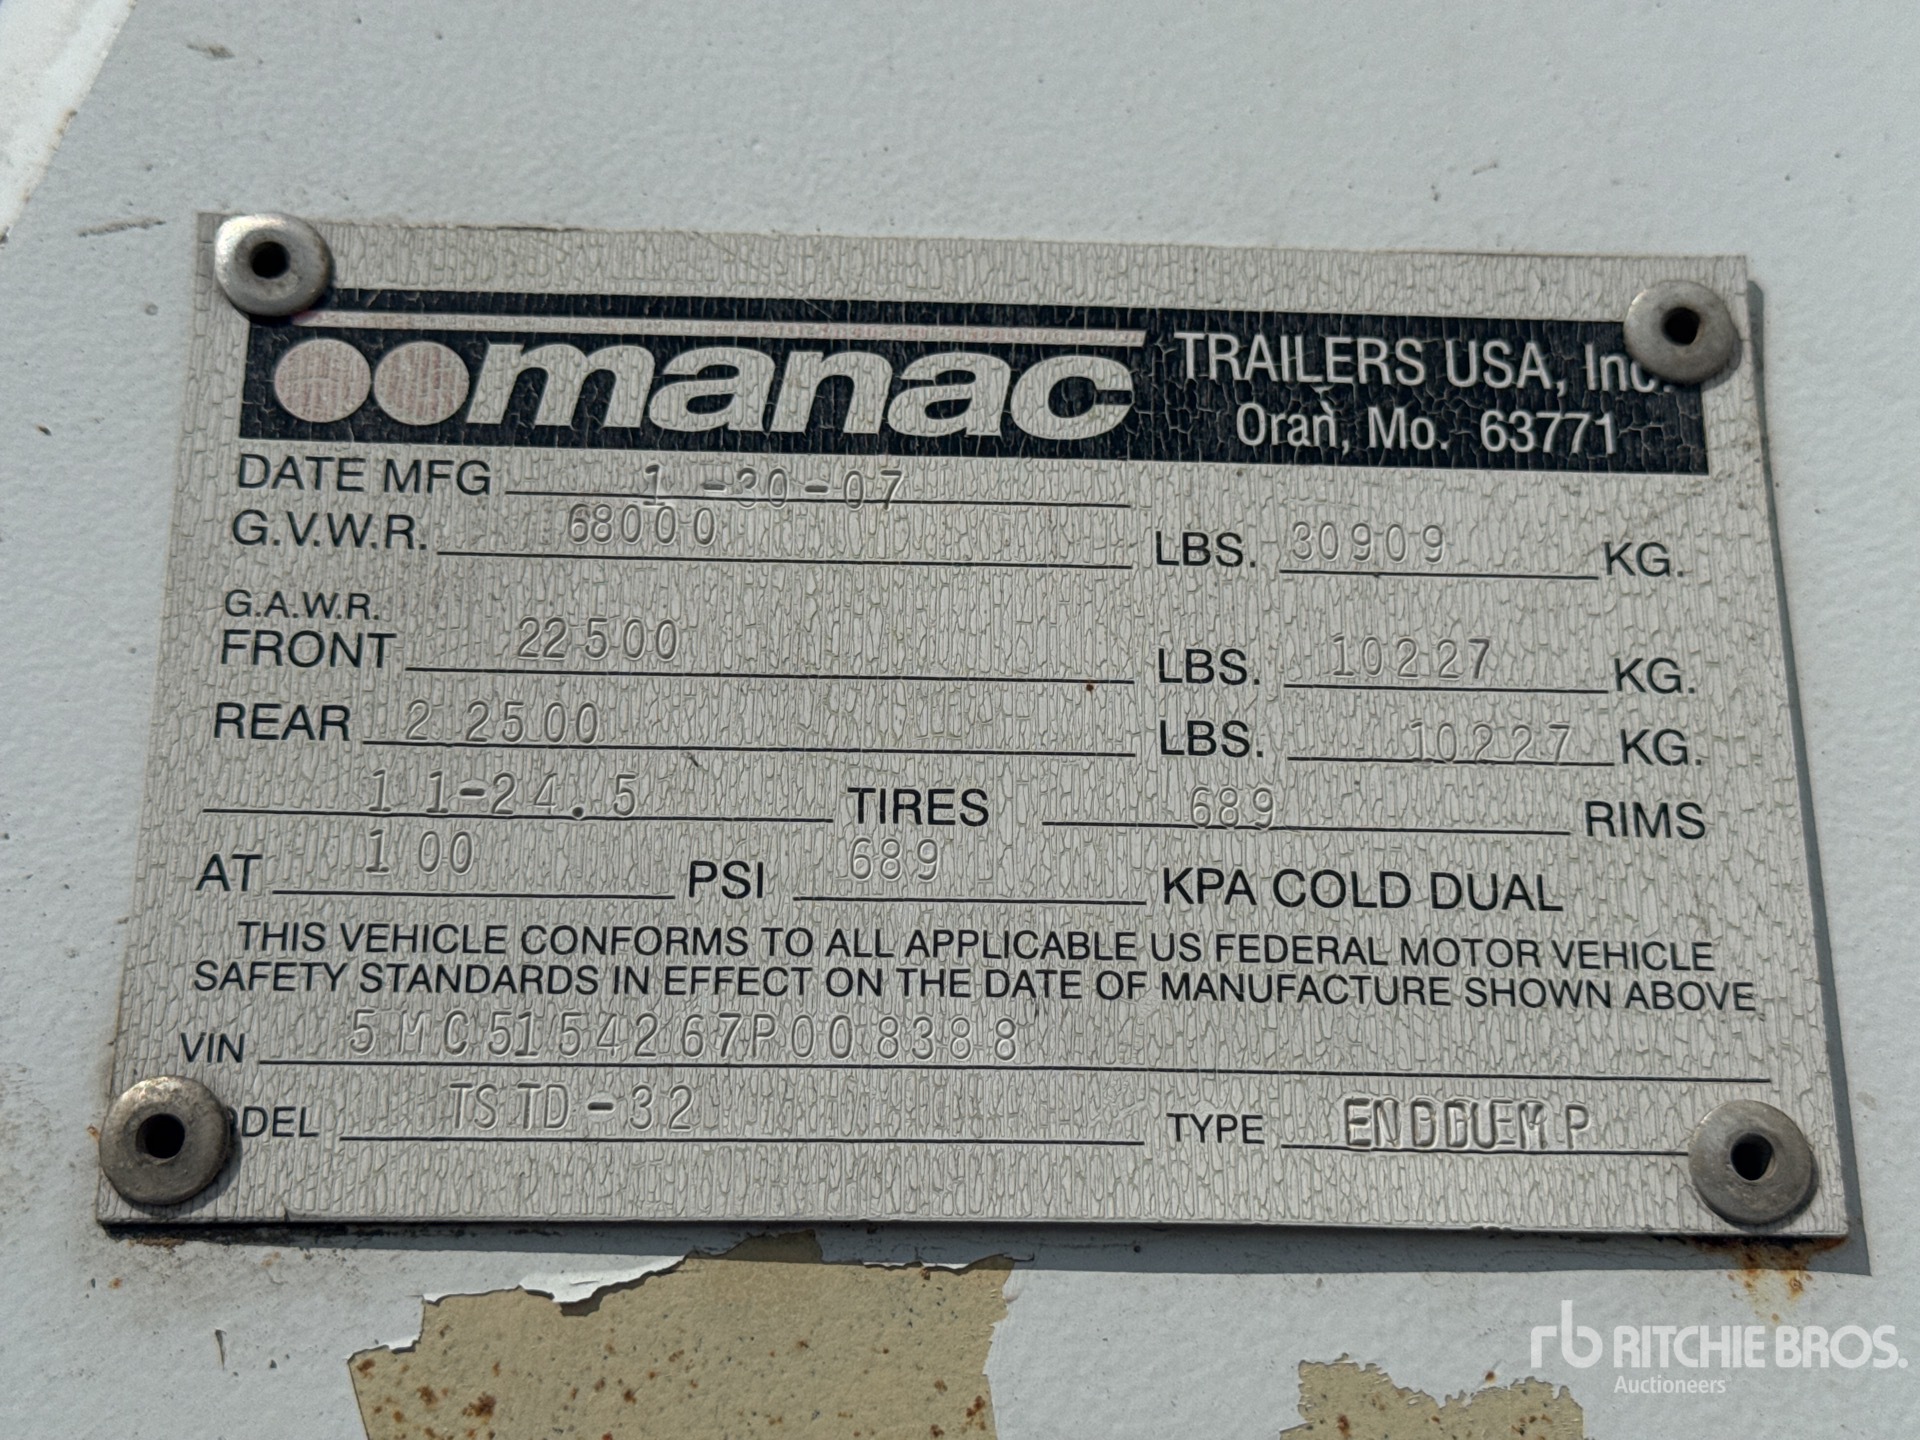 manac TRAILERS USA, Inc.
Oran, Mo. 63771
DATE MFG 1-30-07
G.V.W.R. 68000 LBS. 30909 KG.
G.A.W.R.
FRONT 22500 LBS. 10227 KG.
REAR 22500 LBS. 10227 KG.
11-24.5 TIRES 689 RIMS
AT 100 PSI 689 KPA COLD DUAL
THIS VEHICLE CONFORMS TO ALL APPLICABLE US FEDERAL MOTOR VEHICLE
SAFETY STANDARDS IN EFFECT ON THE DATE OF MANUFACTURE SHOWN ABOVE
VIN 5MC5154267P008388
MODEL TSTD-32 TYPE
rb RITCHIE BROS.
Auctioneers